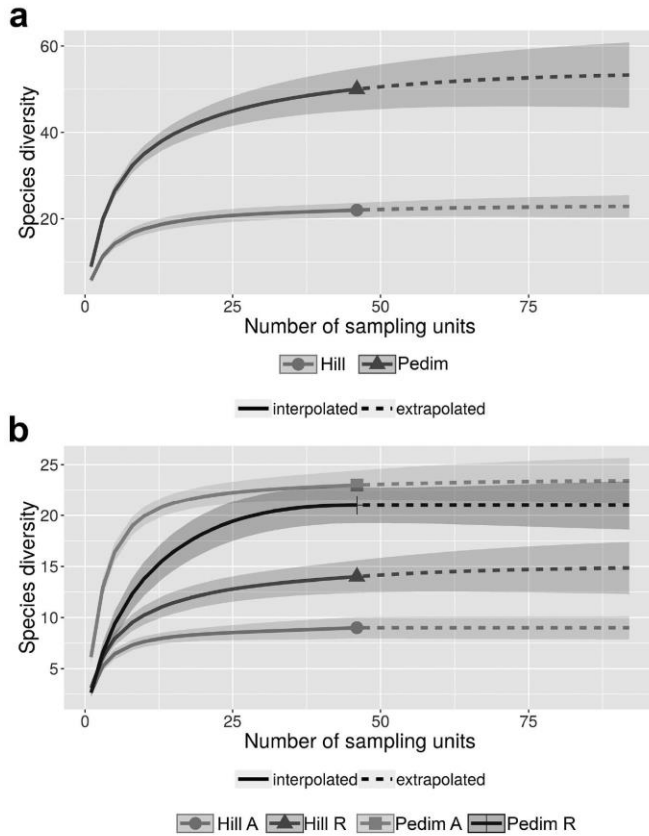 a
60
40
20
Species diversity
0 25 50 75
Number of sampling units
Hill Pedim
interpolated extrapolated
b
25
20
15
10
5
Species diversity
0 25 50 75
Number of sampling units
interpolated extrapolated
Hill A Hill R Pedim A Pedim R